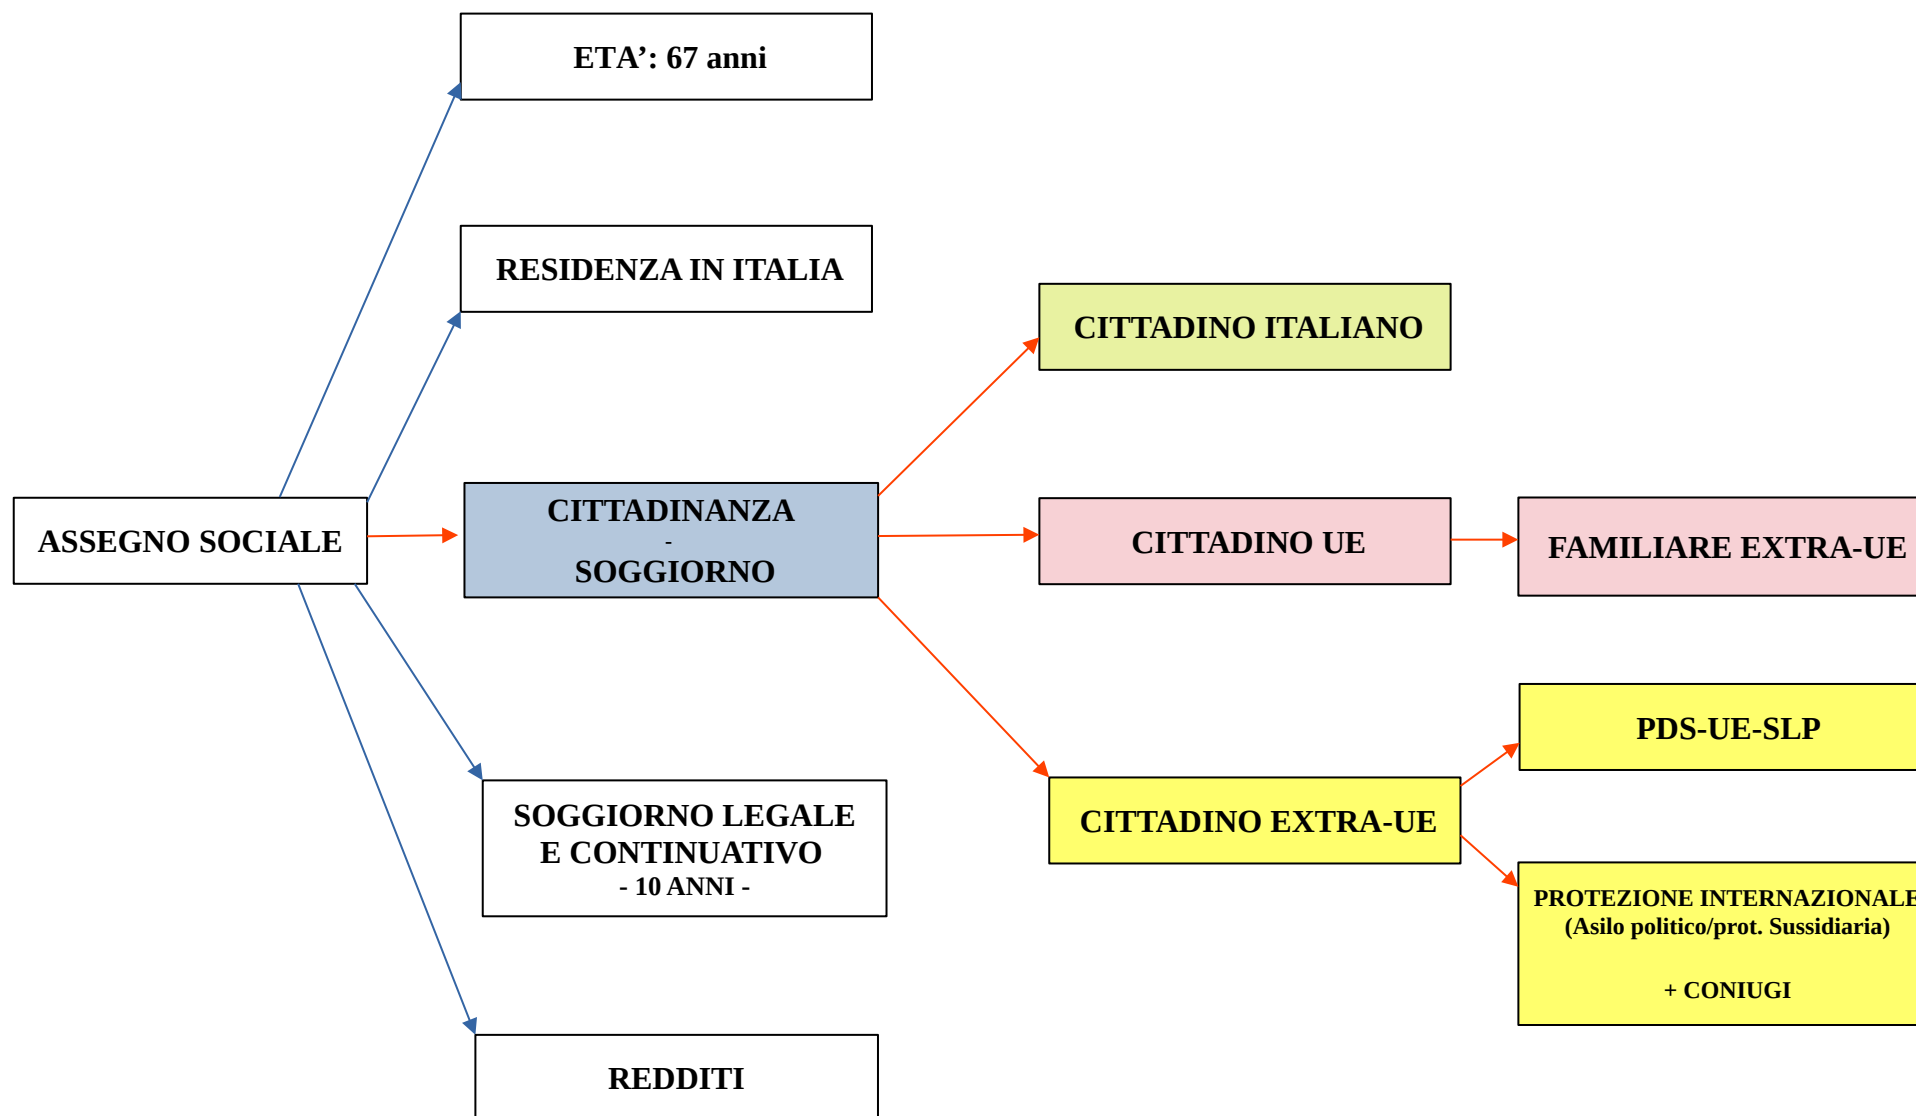 ETA’: 67 anni
RESIDENZA IN ITALIA
CITTADINO ITALIANO
ASSEGNO SOCIALE
CITTADINANZA
-
SOGGIORNO
CITTADINO UE
FAMILIARE EXTRA-UE
PDS-UE-SLP
SOGGIORNO LEGALE
E CONTINUATIVO
- 10 ANNI -
CITTADINO EXTRA-UE
PROTEZIONE INTERNAZIONALE
(Asilo politico/prot. Sussidiaria)
+ CONIUGI
REDDITI